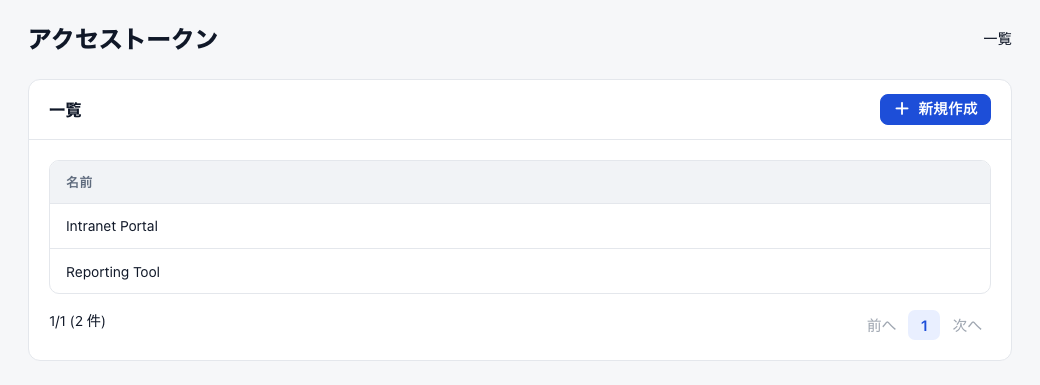 アクセストークン
一覧
一覧
新規作成
名前
Intranet Portal
Reporting Tool
1/1 (2 件)
前へ 1 次へ